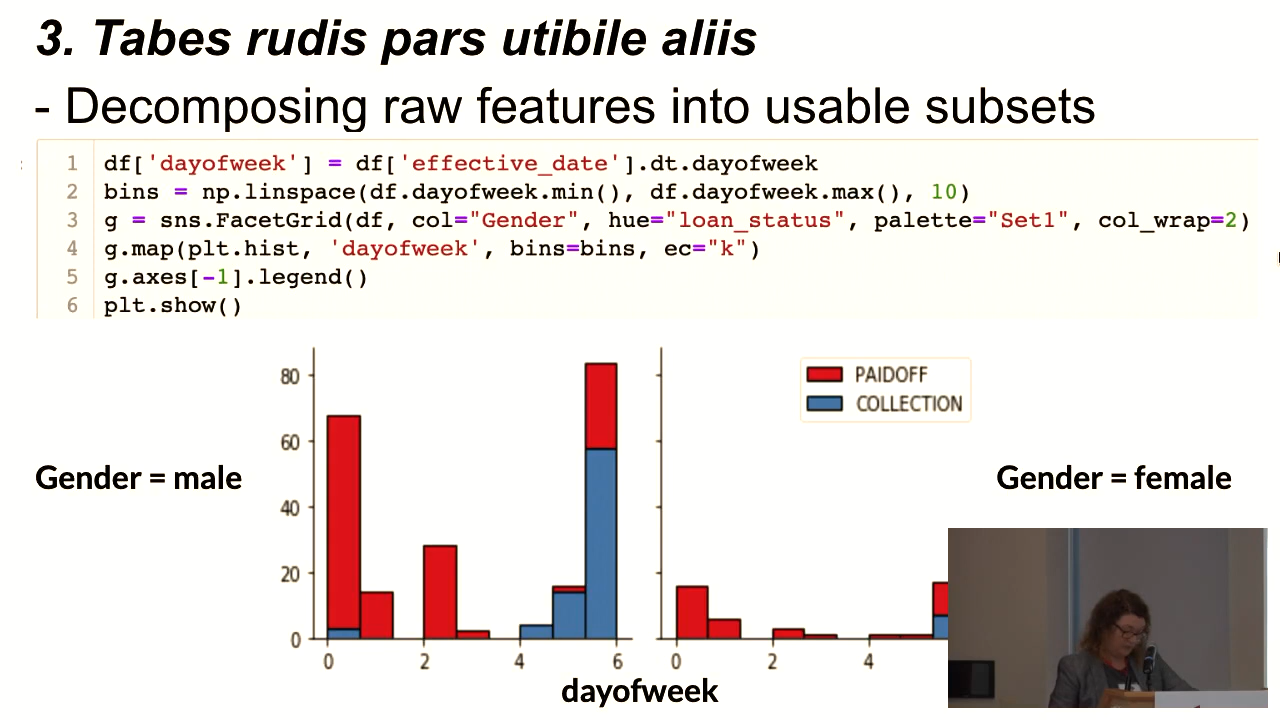 3. Tabes rudis pars utibile aliis
- Decomposing raw features into usable subsets
1 df['dayofweek'] = df['effective_date'].dt.dayofweek
2 bins = np.linspace(df.dayofweek.min(), df.dayofweek.max(), 10)
3 g = sns.FacetGrid(df, col="Gender", hue="loan_status", palette="Set1", col_wrap=2)
4 g.map(plt.hist, 'dayofweek', bins=bins, ec="k")
5 g.axes[-1].legend()
6 plt.show()
80
60
40
20
0
0 2 4 6
Gender = male
PAIDOFF
COLLECTION
Gender = female
0 2 4
dayofweek